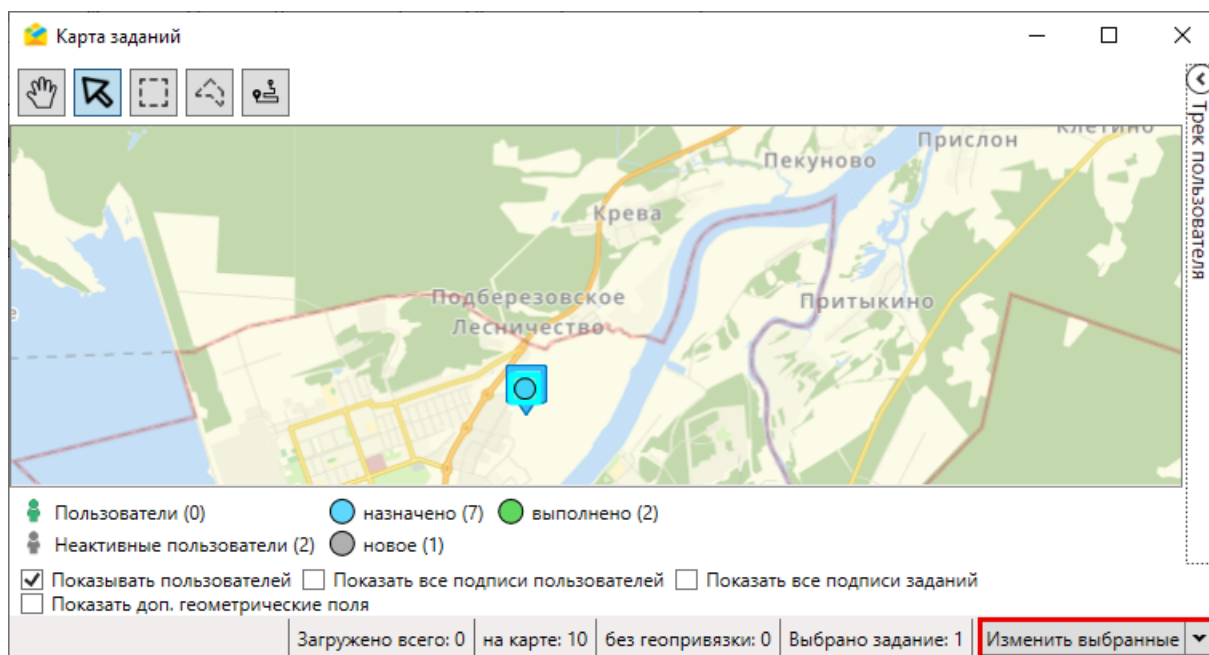 Карта заданий
Клетино
Прислон
Пекуново
Крева
Подберезовское
Лесничество
Притыкино
е
Трек пользователя
Пользователи (0) назначено (7) выполнено (2)
Неактивные пользователи (2) новое (1)
Показывать пользователей Показать все подписи пользователей Показать все подписи заданий
Показать доп. геометрические поля
Загружено всего: 0 на карте: 10 без геопривязки: 0 Выбрано задание: 1 Изменить выбранные